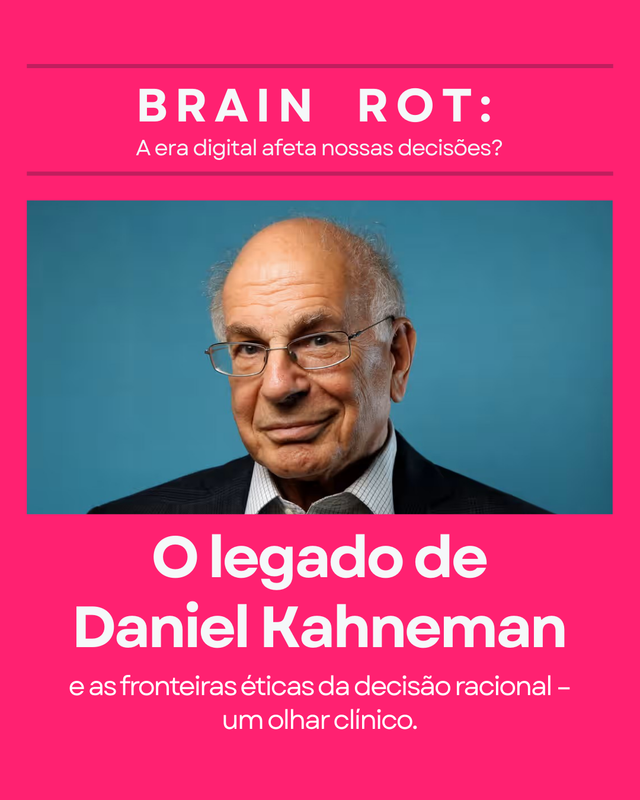 BRAIN ROT:
A era digital afeta nossas decisões?
O legado de
Daniel Kahneman
e as fronteiras éticas da decisão racional –
um olhar clínico.